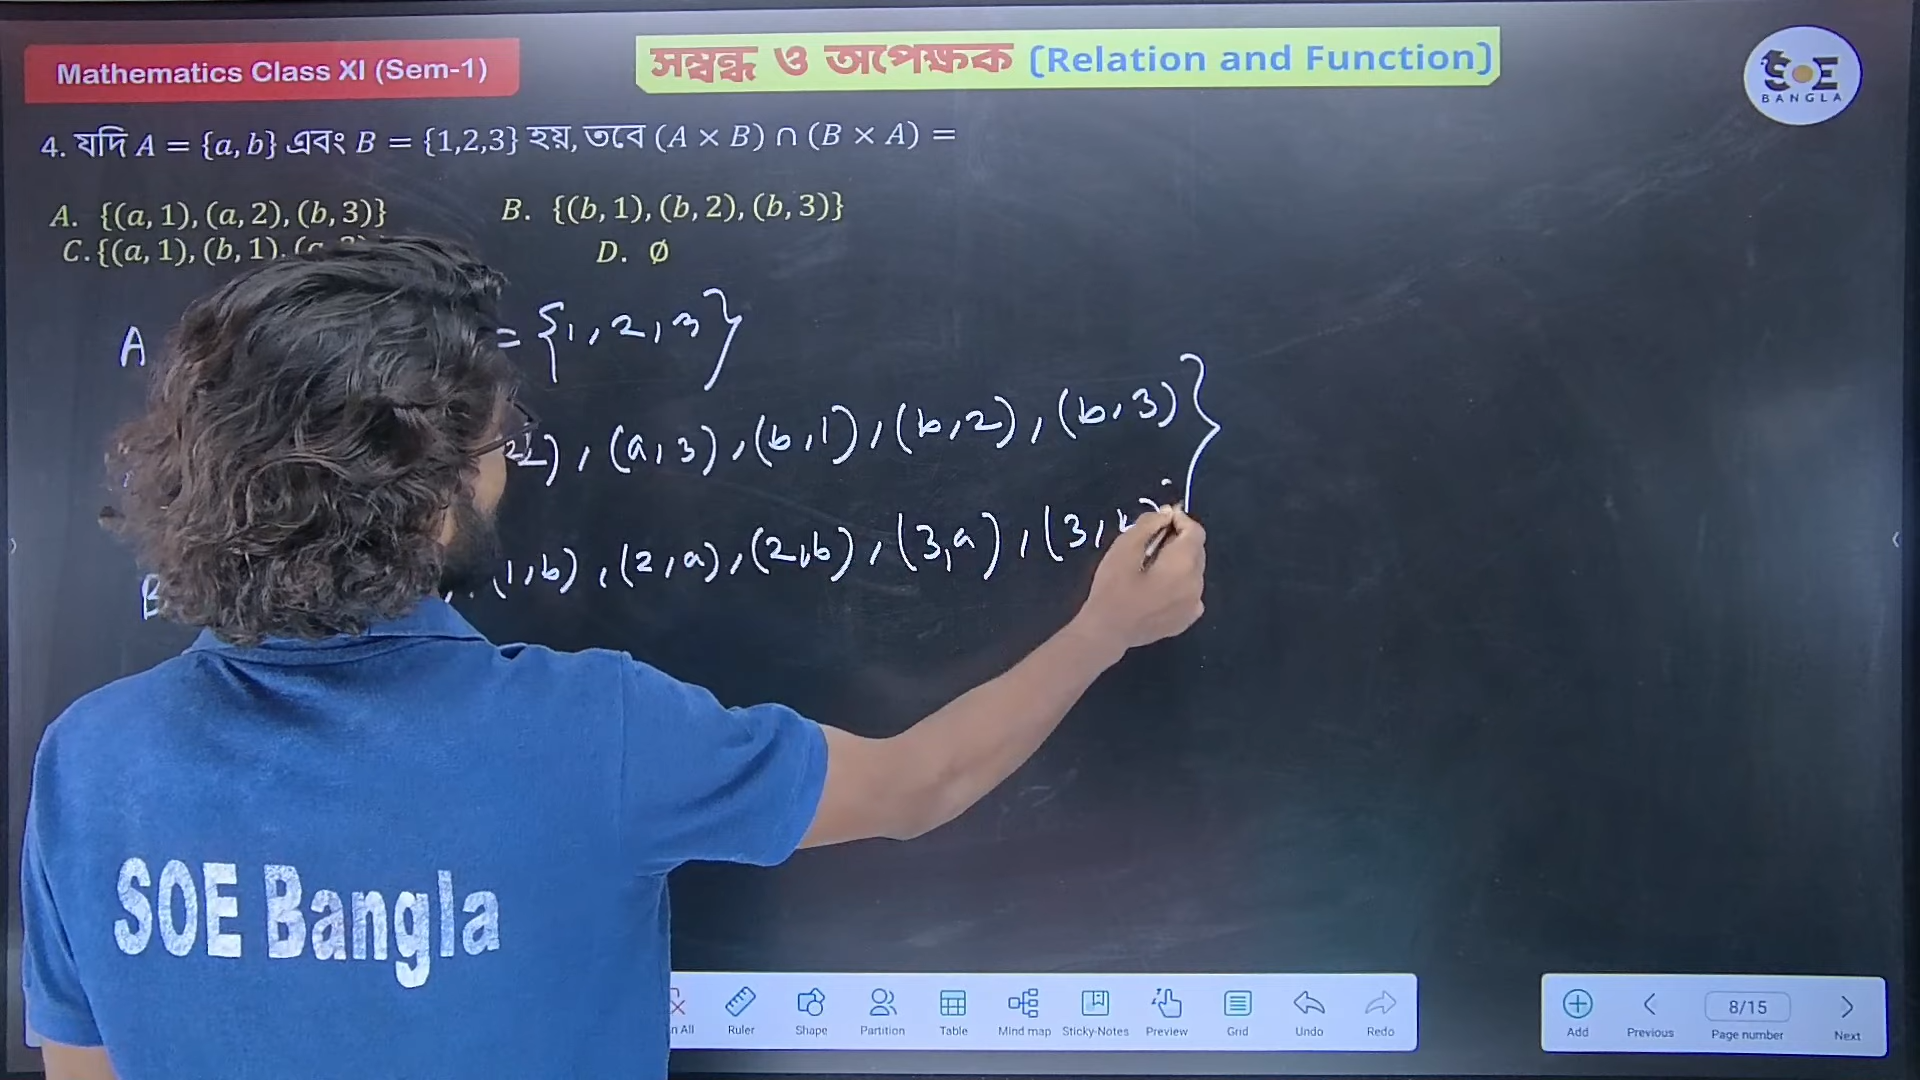 Mathematics Class XI (Sem-1)
সম্বন্ধ ও অপেক্ষক (Relation and Function)
SOE
BANGLA
4. যদি A = {a, b} এবং B = {1,2,3} হয়, তবে (A × B) ∩ (B × A) =
A. {(a, 1), (a, 2), (b, 3)}
B. {(b, 1), (b, 2), (b, 3)}
C. {(a, 1), (b, 1),
D. ∅
A = {1, 2, 3}
), (a, 3), (b, 1), (b, 2), (b, 3)}
B (1, b), (2, a), (2, b), (3, a), (3,
SOE Bangla
Ruler
Shape
Partition
Table
Mind map
Sticky-Notes
Preview
Grid
Undo
Redo
Add
Previous
8/15
Page number
Next